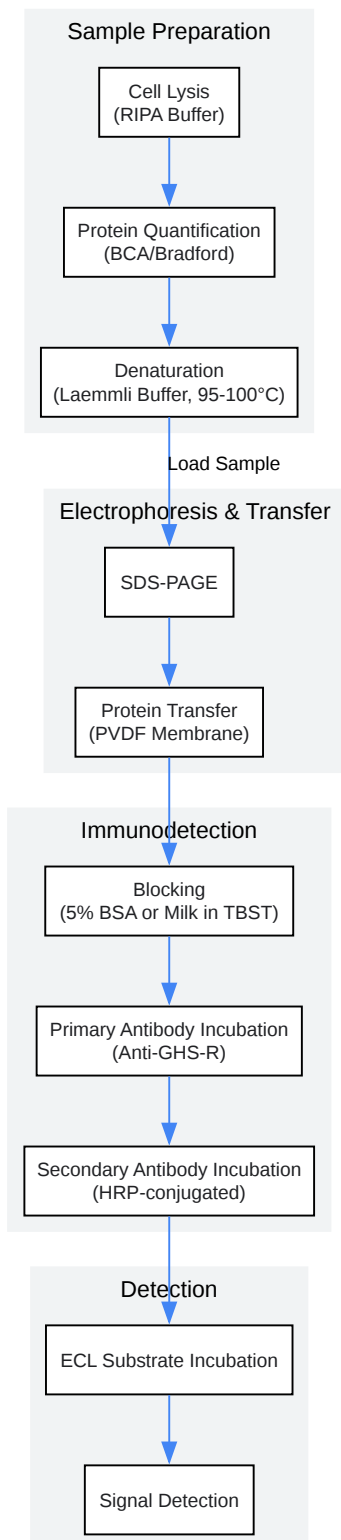 Sample Preparation
Cell Lysis
(RIPA Buffer)
Protein Quantification
(BCA/Bradford)
Denaturation
(Laemmli Buffer, 95-100°C)
Load Sample
Electrophoresis & Transfer
SDS-PAGE
Protein Transfer
(PVDF Membrane)
Immunodetection
Blocking
(5% BSA or Milk in TBST)
Primary Antibody Incubation
(Anti-GHS-R)
Secondary Antibody Incubation
(HRP-conjugated)
Detection
ECL Substrate Incubation
Signal Detection